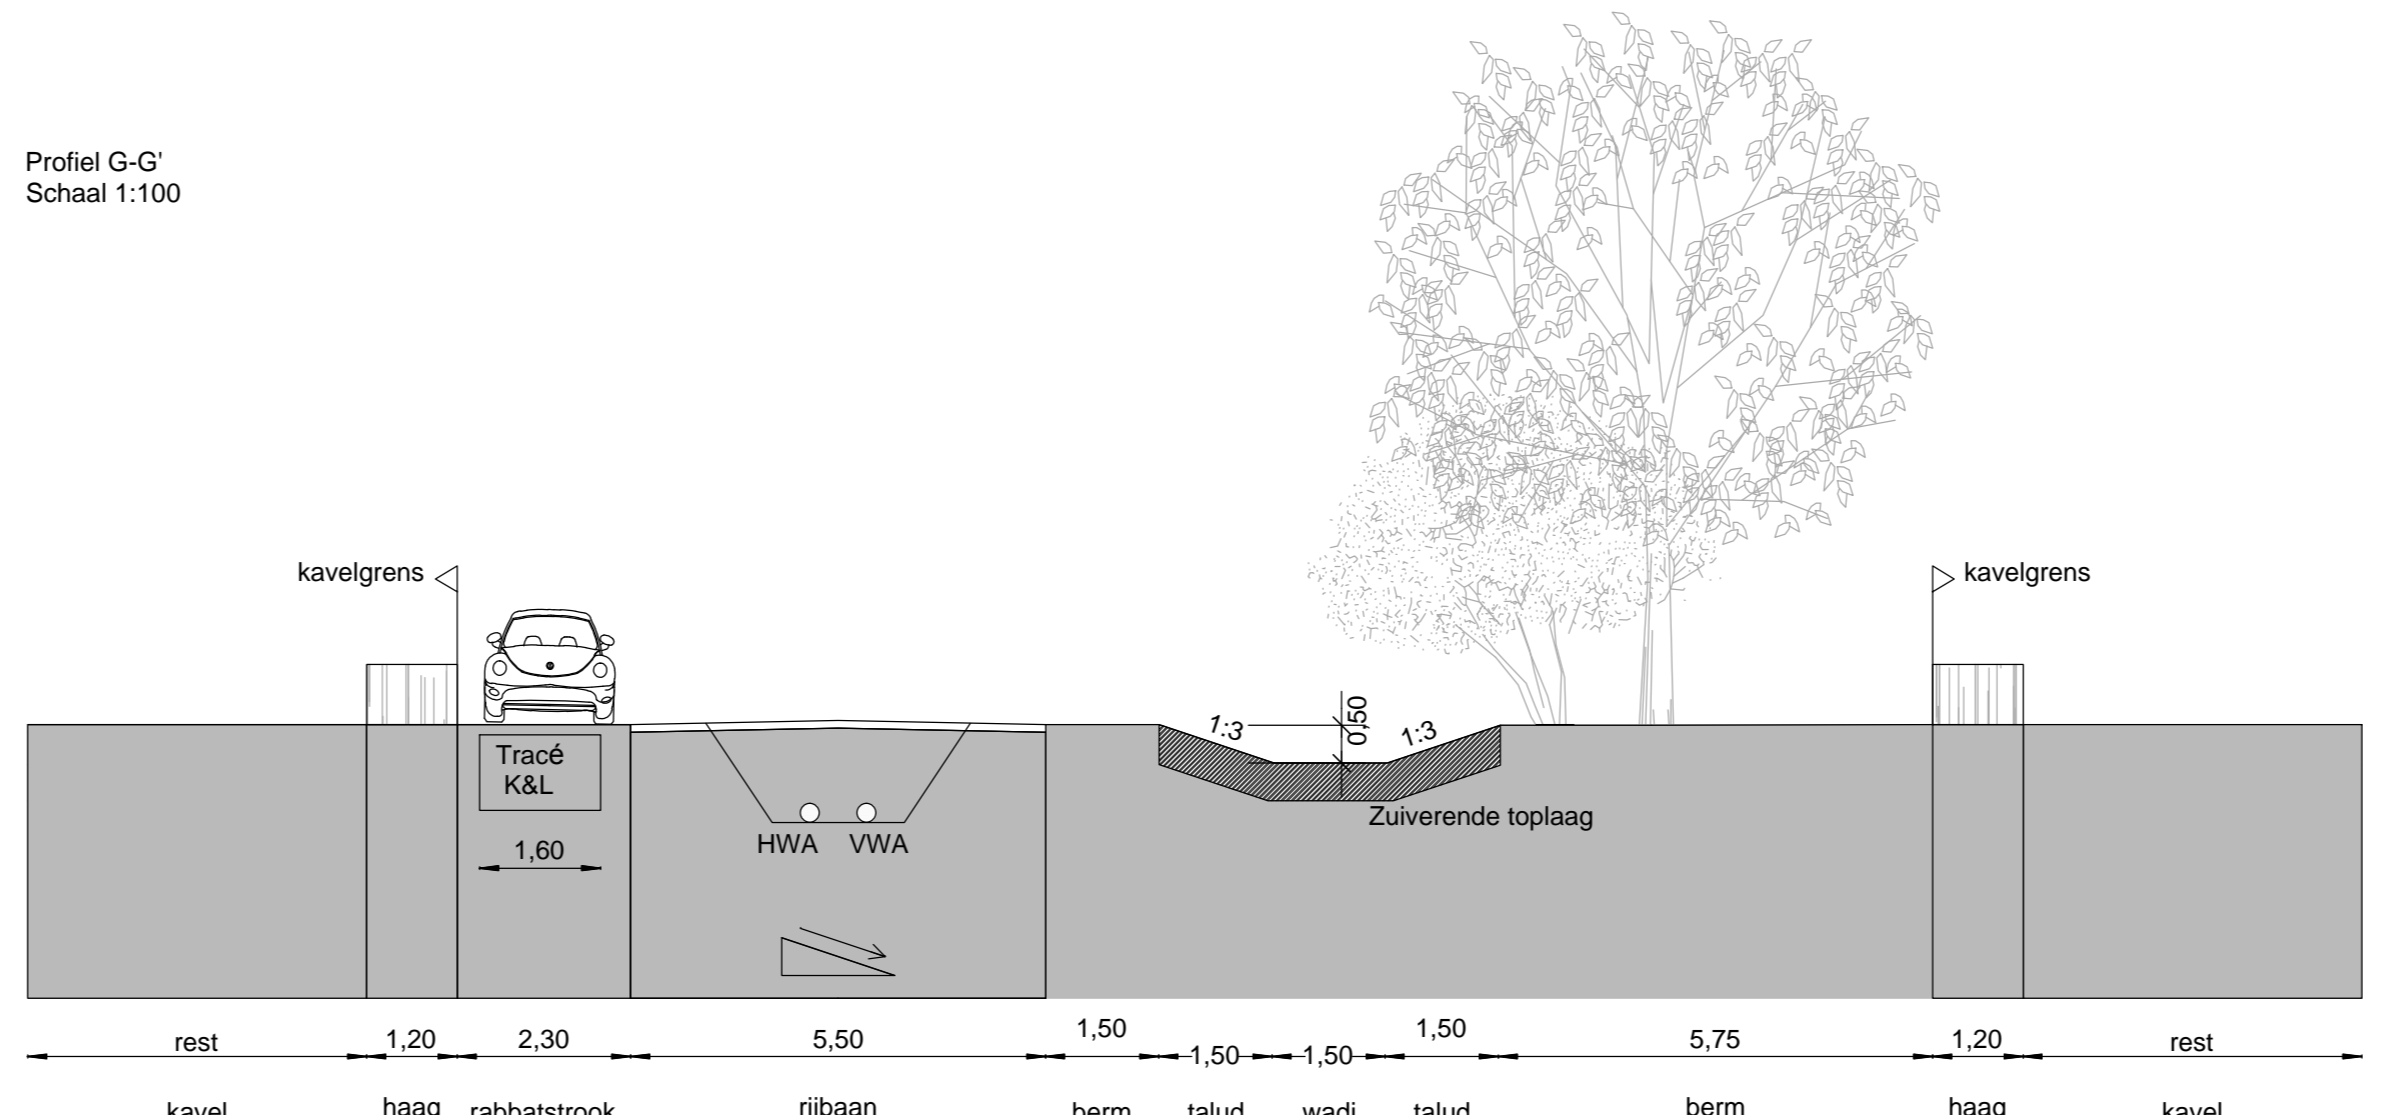 Profiel G-G'
Schaal 1:100
kavelgrens
kavelgrens
1:3
0,50
1:3
Tracé
K&L
Zuiverende toplaag
HWA
VWA
1,60
rest
1,20
2,30
5,50
1,50
1,50
1,50
1,50
5,75
1,20
rest
kavel
haag
rabbatstrook
rijbaan
berm
talud
wadi
talud
berm
haag
kavel